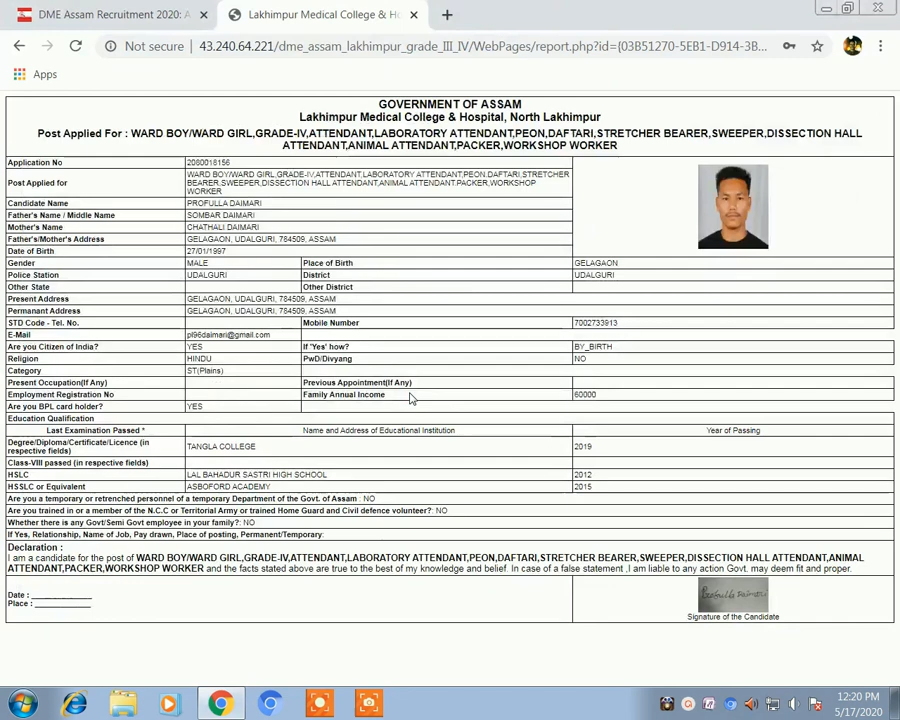 DME Assam Recruitment 2020: A
Lakhimpur Medical College & H
Not secure 43.240.64.221/dme_assam_lakhimpur_grade_III_IV/WebPages/report.php?id={03B51270-5EB1-D914-3B...
Apps
GOVERNMENT OF ASSAM
Lakhimpur Medical College & Hospital, North Lakhimpur
Post Applied For : WARD BOY/WARD GIRL,GRADE-IV,ATTENDANT,LABORATORY ATTENDANT,PEON,DAFTARI,STRETCHER BEARER,SWEEPER,DISSECTION HALL
ATTENDANT,ANIMAL ATTENDANT,PACKER,WORKSHOP WORKER
Application No 2080018156
Post Applied for WARD BOY/WARD GIRL,GRADE-IV,ATTENDANT,LABORATORY ATTENDANT,PEON,DAFTARI,STRETCHER
BEARER,SWEEPER,DISSECTION HALL ATTENDANT,ANIMAL ATTENDANT,PACKER,WORKSHOP
WORKER
Candidate Name PROFULLA DAIMARI
Father's Name / Middle Name SOMBAR DAIMARI
Mother's Name CHATHALI DAIMARI
Father's/Mother's Address GELAGAON, UDALGURI, 784509, ASSAM
Date of Birth 27/01/1997
Gender MALE Place of Birth GELAGAON
Police Station UDALGURI District UDALGURI
Other State Other District
Present Address GELAGAON, UDALGURI, 784509, ASSAM
Permanant Address GELAGAON, UDALGURI, 784509, ASSAM
STD Code - Tel. No. Mobile Number 7002733913
E-Mail pl96daimari@gmail.com
Are you Citizen of India? YES If 'Yes' how? BY_BIRTH
Religion HINDU PwD/Divyang NO
Category ST(Plains)
Present Occupation(If Any) Previous Appointment(If Any)
Employment Registration No Family Annual Income 60000
Are you BPL card holder? YES
Education Qualification
Last Examination Passed * Name and Address of Educational Institution Year of Passing
Degree/Diploma/Certificate/Licence (in
respective fields) TANGLA COLLEGE 2019
Class-VIII passed (in respective fields)
HSLC LAL BAHADUR SASTRI HIGH SCHOOL 2012
HSSLC or Equivalent ASBOFORD ACADEMY 2015
Are you a temporary or retrenched personnel of a temporary Department of the Govt. of Assam : NO
Are you trained in or a member of the N.C.C or Territorial Army or trained Home Guard and Civil defence volunteer?: NO
Whether there is any Govt/Semi Govt employee in your family?: NO
If Yes, Relationship, Name of Job, Pay drawn, Place of posting, Permanent/Temporary:
Declaration :
I am a candidate for the post of WARD BOY/WARD GIRL,GRADE-IV,ATTENDANT,LABORATORY ATTENDANT,PEON,DAFTARI,STRETCHER BEARER,SWEEPER,DISSECTION HALL ATTENDANT,ANIMAL
ATTENDANT,PACKER,WORKSHOP WORKER and the facts stated above are true to the best of my knowledge and belief. In case of a false statement ,I am liable to any action Govt. may deem fit and proper.
Date : ______________
Place : _____________
Profulla Daimari
Signature of the Candidate
12:20 PM
5/17/2020